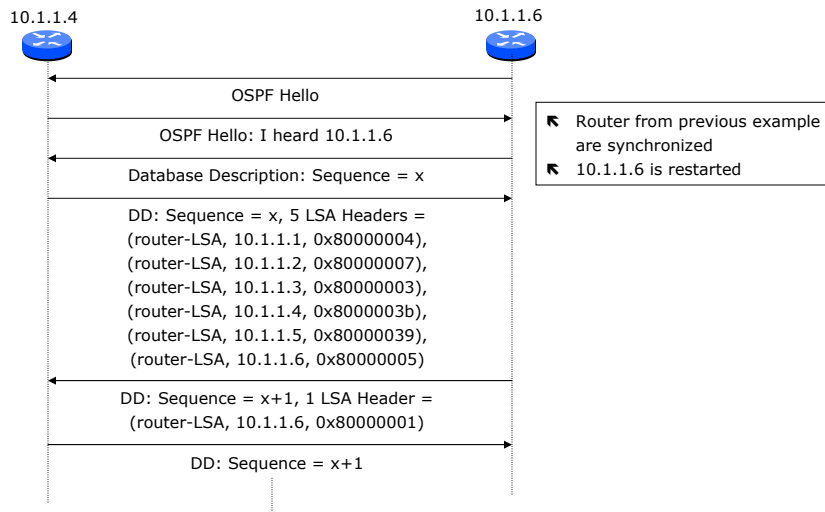 10.1.1.4
10.1.1.6
OSPF Hello
OSPF Hello: I heard 10.1.1.6
Database Description: Sequence = x
DD: Sequence = x, 5 LSA Headers =
(router-LSA, 10.1.1.1, 0x80000004),
(router-LSA, 10.1.1.2, 0x80000007),
(router-LSA, 10.1.1.3, 0x80000003),
(router-LSA, 10.1.1.4, 0x8000003b),
(router-LSA, 10.1.1.5, 0x80000039),
(router-LSA, 10.1.1.6, 0x80000005)
DD: Sequence = x+1, 1 LSA Header =
(router-LSA, 10.1.1.6, 0x80000001)
DD: Sequence = x+1
Router from previous example
are synchronized
10.1.1.6 is restarted